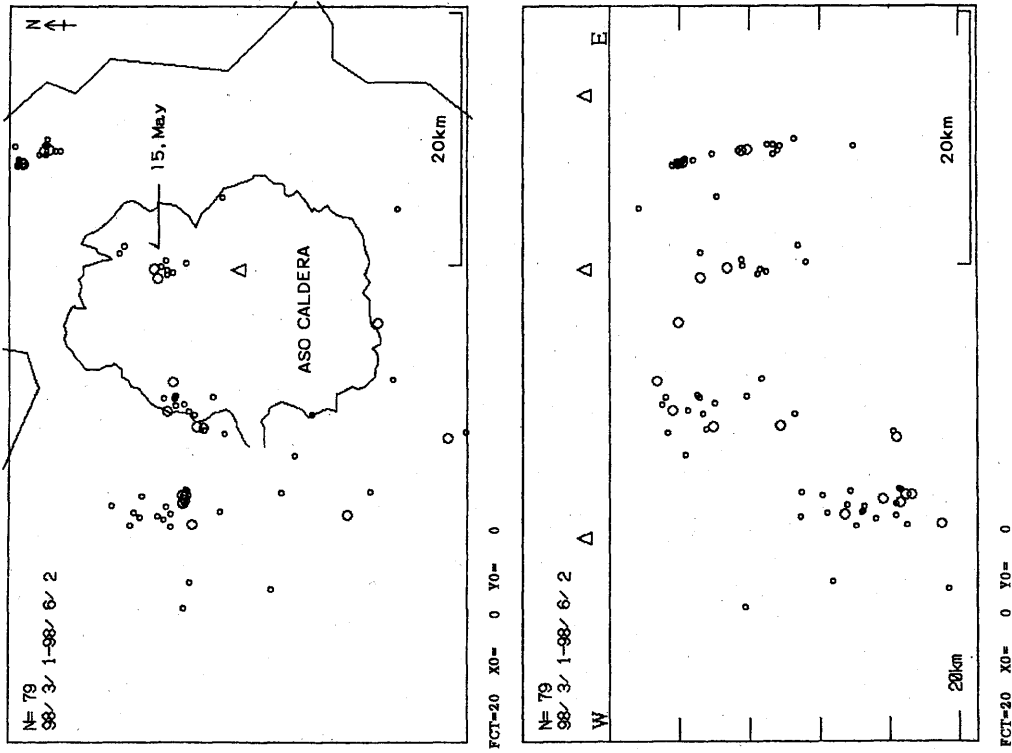 N= 79
98/ 3/ 1-98/ 6/ 2
N
15, May
ASO CALDERA
20km
FCT=20 X0= 0 Y0= 0
N= 79
98/ 3/ 1-98/ 6/ 2
W
E
20km
20km
FCT=20 X0= 0 Y0= 0